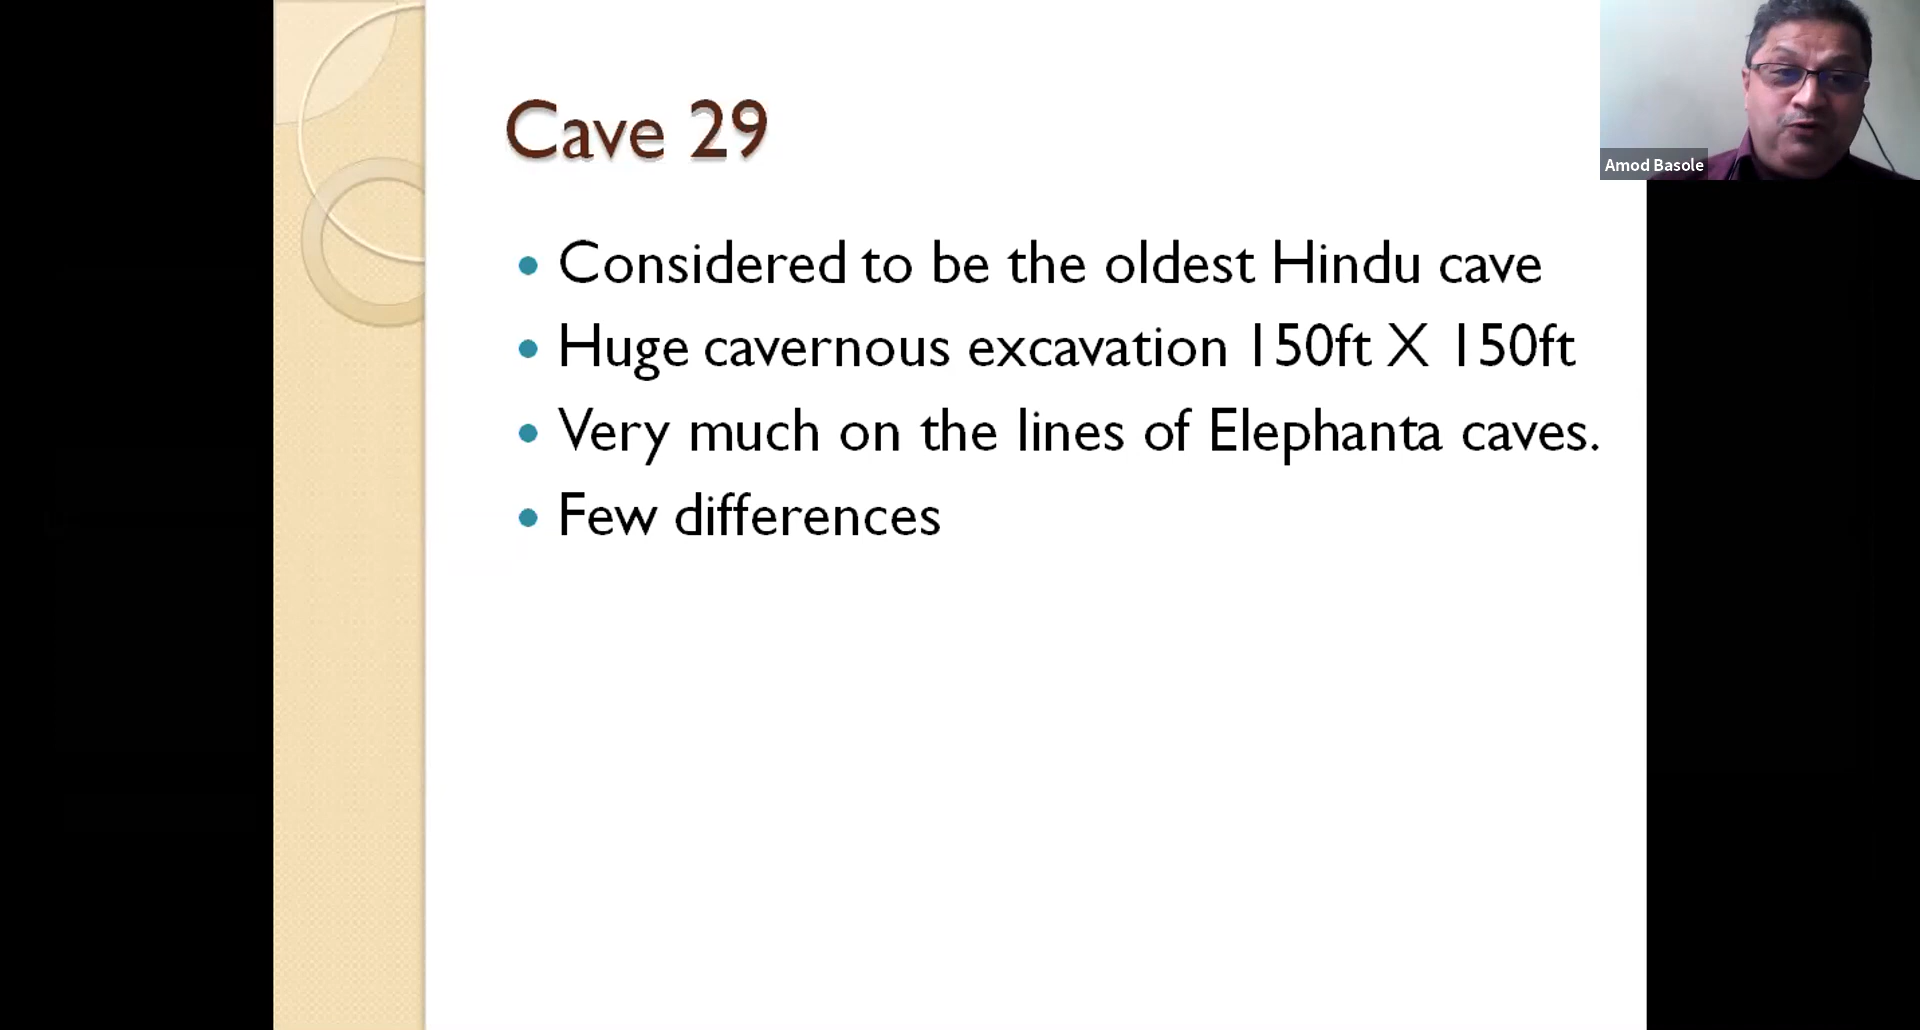 Cave 29
• Considered to be the oldest Hindu cave
• Huge cavernous excavation 150ft X 150ft
• Very much on the lines of Elephanta caves.
• Few differences
Amod Basole